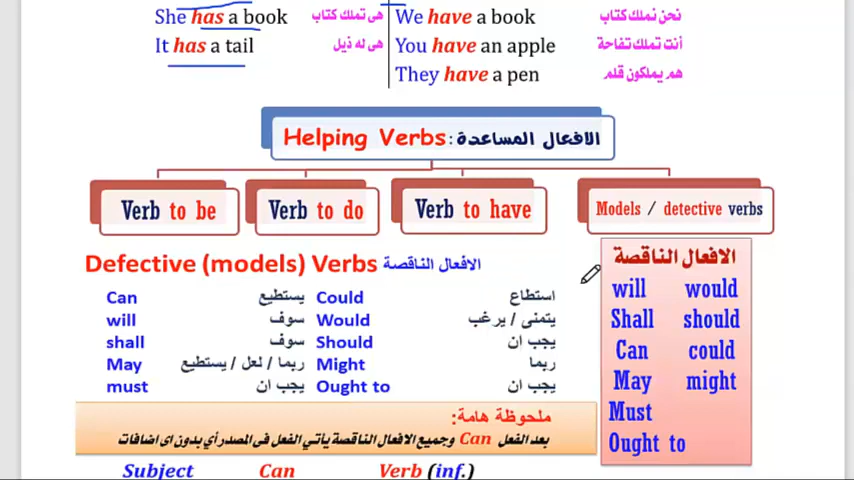 She has a book هى تملك كتاب
It has a tail هى له ذيل
We have a book نحن نملك كتاب
You have an apple أنت تملك تفاحة
They have a pen هم يملكون قلم
Helping Verbs :الافعال المساعدة
Verb to be
Verb to do
Verb to have
Models / detective verbs
Defective (models) Verbs الافعال الناقصة
Can يستطيع Could استطاع
will سوف Would يتمنى / يرغب
shall سوف Should يجب ان
May ربما / لعل / يستطيع Might ربما
must يجب ان Ought to يجب ان
الافعال الناقصة
will would
Shall should
Can could
May might
Must
Ought to
ملحوظة هامة:
بعد الفعل Can وجميع الافعال الناقصة يأتي الفعل فى المصدر أي بدون اى اضافات
Subject Can Verb (inf.)